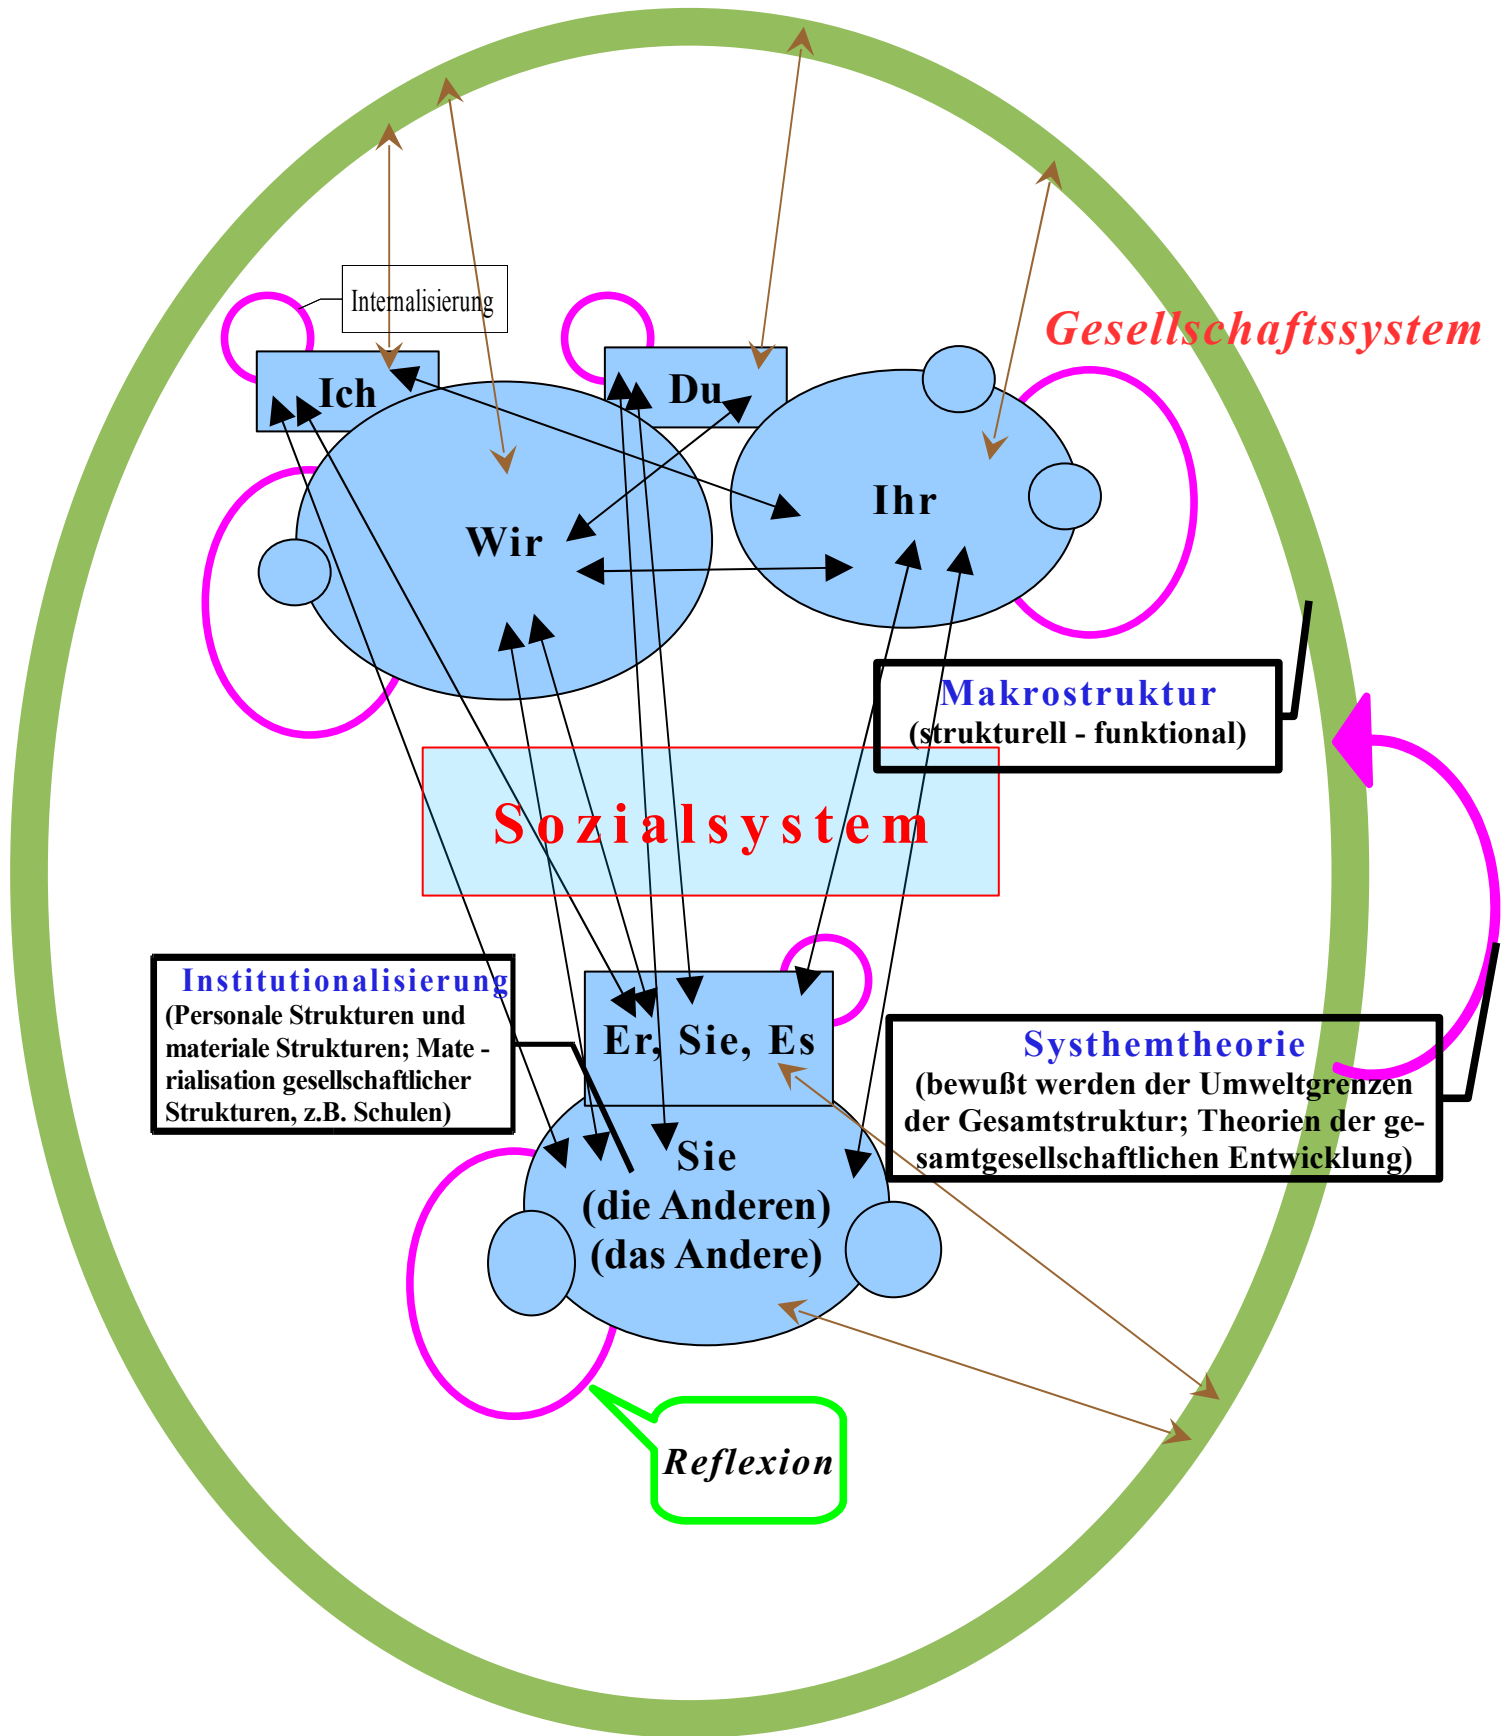 Internalisierung
Gesellschaftssystem
Ich
Du
Ihr
Wir
Makrostruktur
(strukturell - funktional)
Sozialsystem
Institutionalisierung
(Personale Strukturen und
materiale Strukturen; Mate -
rialisation gesellschaftlicher
Strukturen, z.B. Schulen)
Er, Sie, Es
Systhemtheorie
(bewußt werden der Umweltgrenzen
der Gesamtstruktur; Theorien der ge-
samtgesellschaftlichen Entwicklung)
Sie
(die Anderen)
(das Andere)
Reflexion